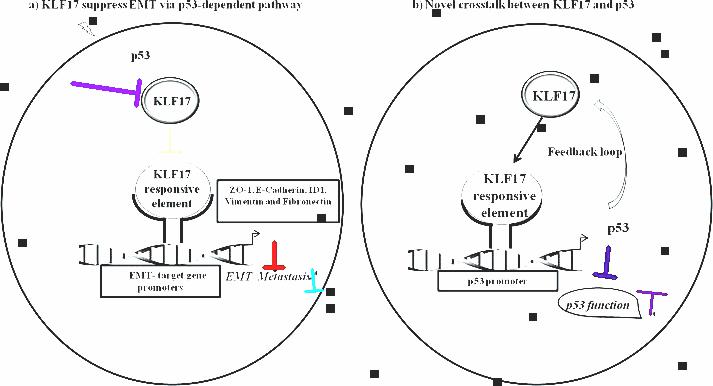 a) KLF17 suppress EMT via p53-dependent pathway
p53
KLF17
KLF17
responsive
element
ZO-1, E-Cadherin, ID1,
Vimentin and Fibronectin
EMT- target gene
promoters
EMT Metastasis
b) Novel crosstalk between KLF17 and p53
KLF17
Feedback loop
KLF17
responsive
element
p53
p53 promoter
p53 function